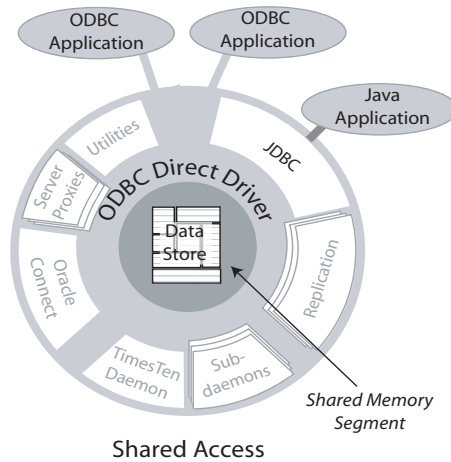 ODBC
Application
ODBC
Application
Java
Application
Utilities
JDBC
Server
Proxies
ODBC Direct Driver
Data
Store
Oracle
Connect
Replication
TimesTen
Daemon
Sub-
daemons
Shared Memory
Segment
Shared Access